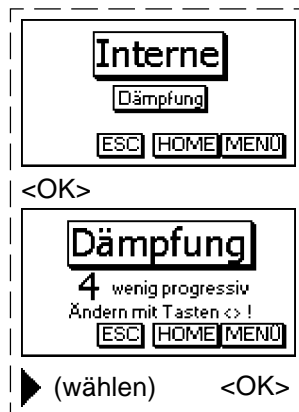 Interne
Dämpfung
ESC HOME MENÜ
<OK>
Dämpfung
4 wenig progressiv
Ändern mit Tasten <> !
ESC HOME MENÜ
(wählen) <OK>